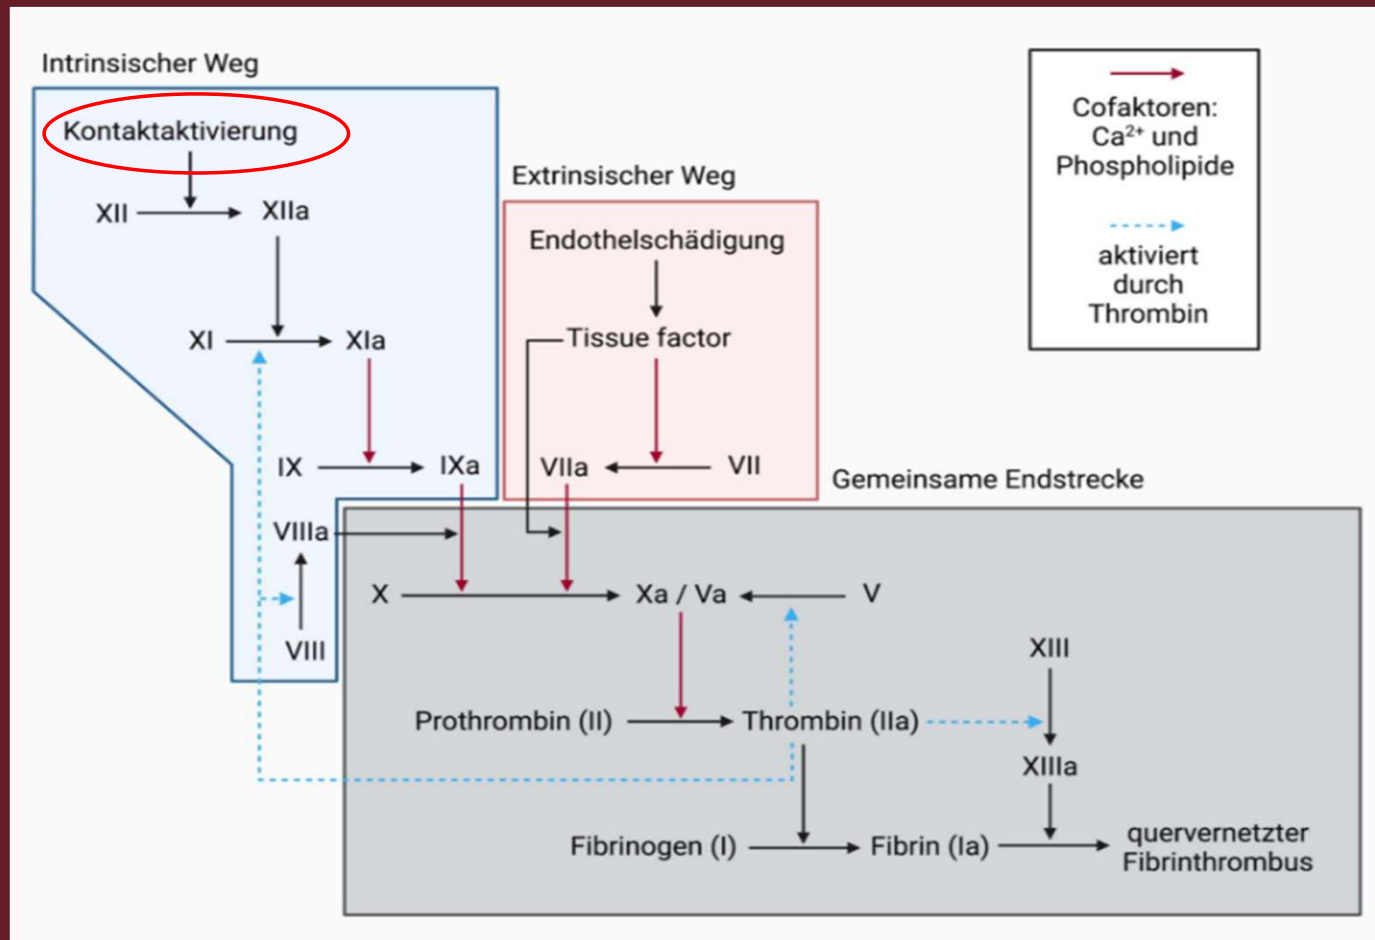 Intrinsischer Weg
Kontaktaktivierung
XII
XIIa
XI
XIa
IX
IXa
VIIIa
VIII
Extrinsischer Weg
Endothelschädigung
Tissue factor
VIIa
VII
Gemeinsame Endstrecke
X
Xa / Va
V
Prothrombin (II)
Thrombin (IIa)
XIII
XIIIa
Fibrinogen (I)
Fibrin (Ia)
quervernetzter
Fibrinthrombus
Cofaktoren:
Ca²⁺ und
Phospholipide
aktiviert
durch
Thrombin